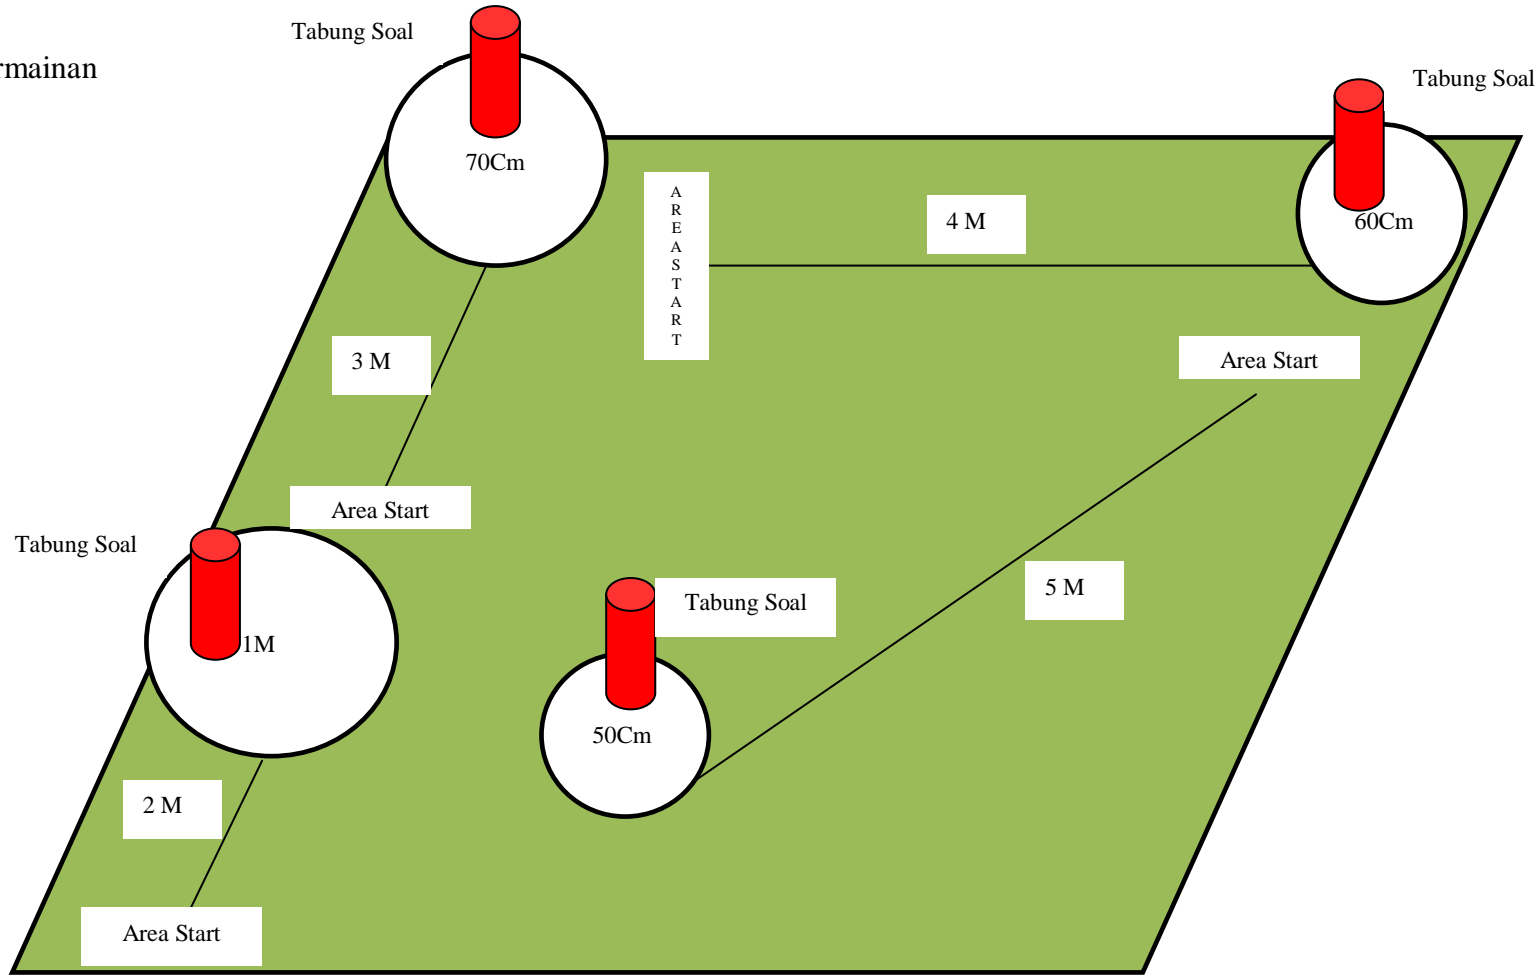 Tabung Soal
rmainan
Tabung Soal
70Cm
AREASTART
4 M
60Cm
3 M
Area Start
Area Start
Tabung Soal
5 M
Tabung Soal
1M
50Cm
2 M
Area Start